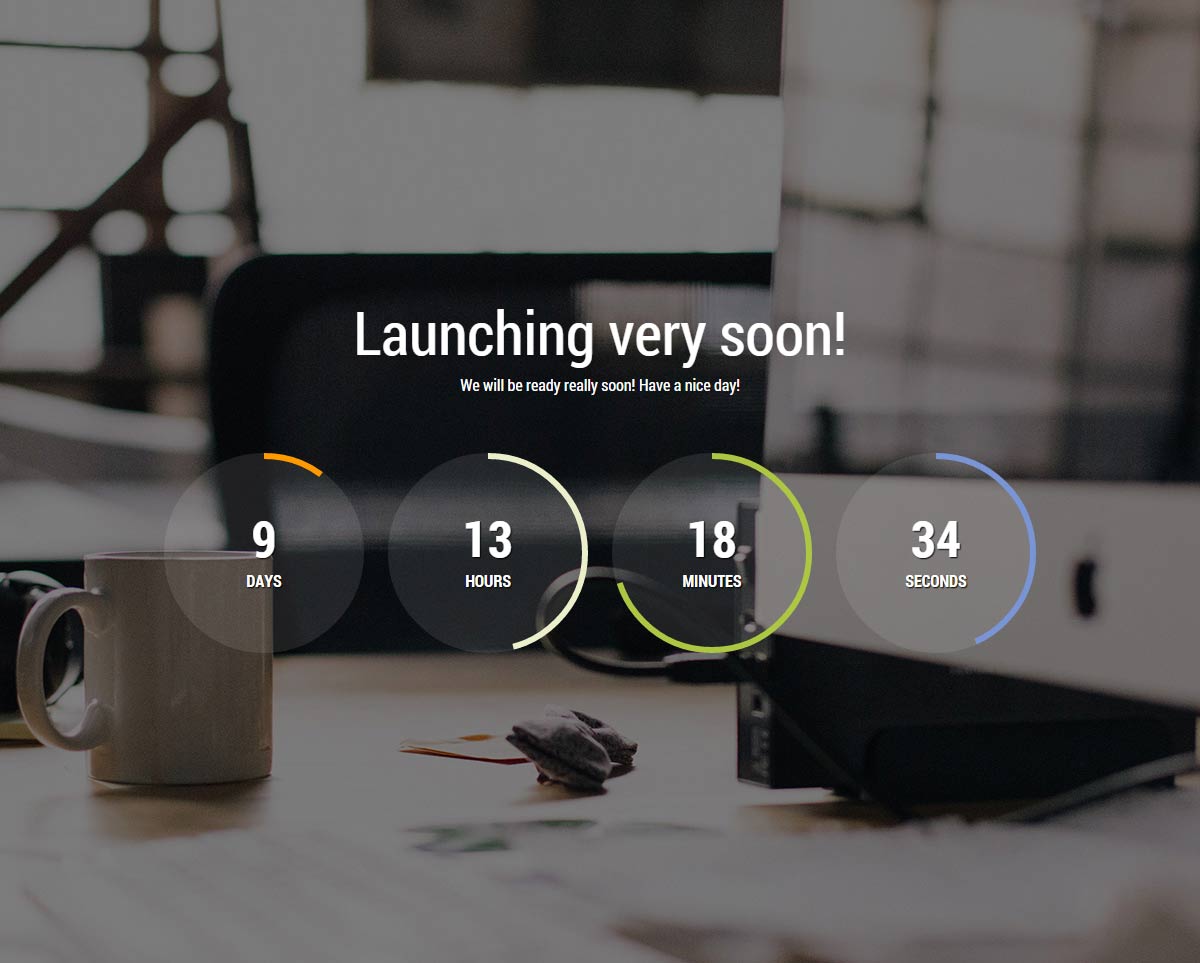 Launching very soon!
We will be ready really soon! Have a nice day!
9 13 18 34
DAYS HOURS MINUTES SECONDS